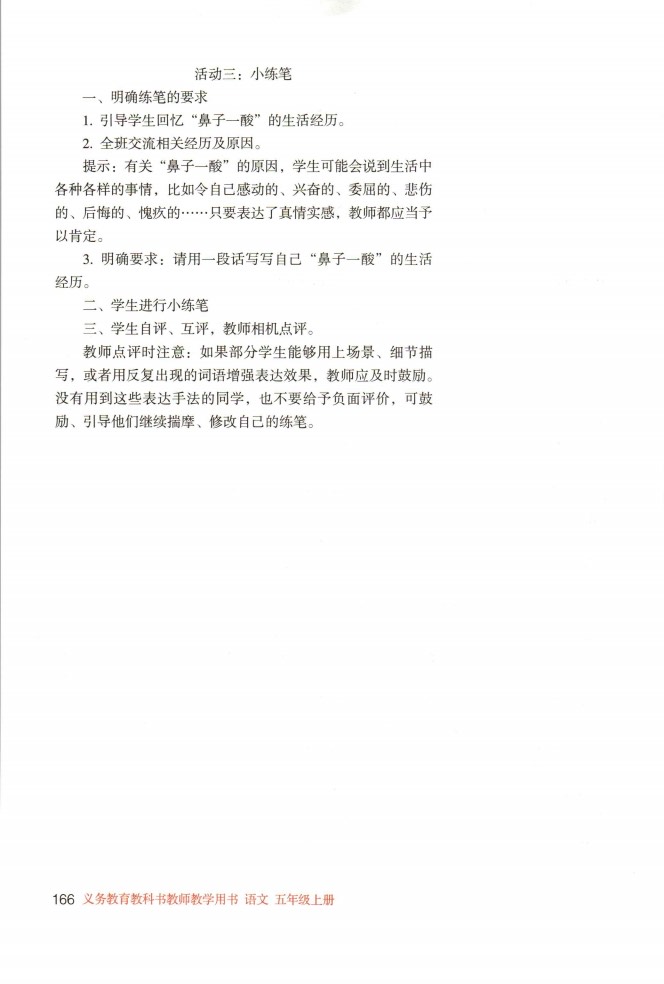 活动三：小练笔
一、明确练笔的要求
1. 引导学生回忆“鼻子一酸”的生活经历。
2. 全班交流相关经历及原因。
提示：有关“鼻子一酸”的原因，学生可能会说到生活中
各种各样的事情，比如令自己感动的、兴奋的、委屈的、悲伤
的、后悔的、愧疚的……只要表达了真情实感，教师都应当予
以肯定。
3. 明确要求：请用一段话写写自己“鼻子一酸”的生活
经历。
二、学生进行小练笔
三、学生自评、互评，教师相机点评。
教师点评时注意：如果部分学生能够用上场景、细节描
写，或者用反复出现的词语增强表达效果，教师应及时鼓励。
没有用到这些表达手法的同学，也不要给予负面评价，可鼓
励、引导他们继续揣摩、修改自己的练笔。
166 义务教育教科书教师教学用书 语文 五年级上册